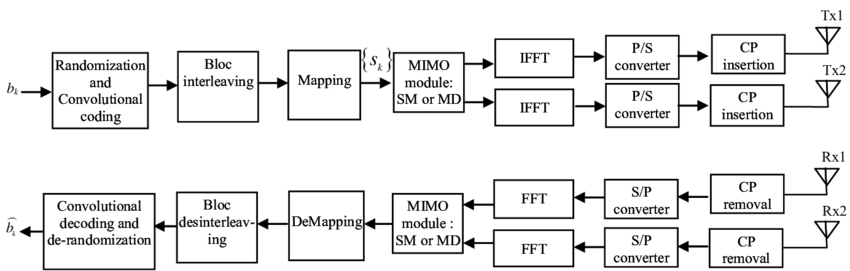 Tx1
{s_k}
b_k
Randomization
and
Convolutional
coding
Bloc
interleaving
Mapping
MIMO
module:
SM or MD
IFFT
P/S
converter
CP
insertion
Tx2
IFFT
P/S
converter
CP
insertion
Rx1
b̂_k
Convolutional
decoding and
de-randomization
Bloc
desinterleav-
ing
DeMapping
MIMO
module :
SM or MD
FFT
S/P
converter
CP
removal
Rx2
FFT
S/P
converter
CP
removal